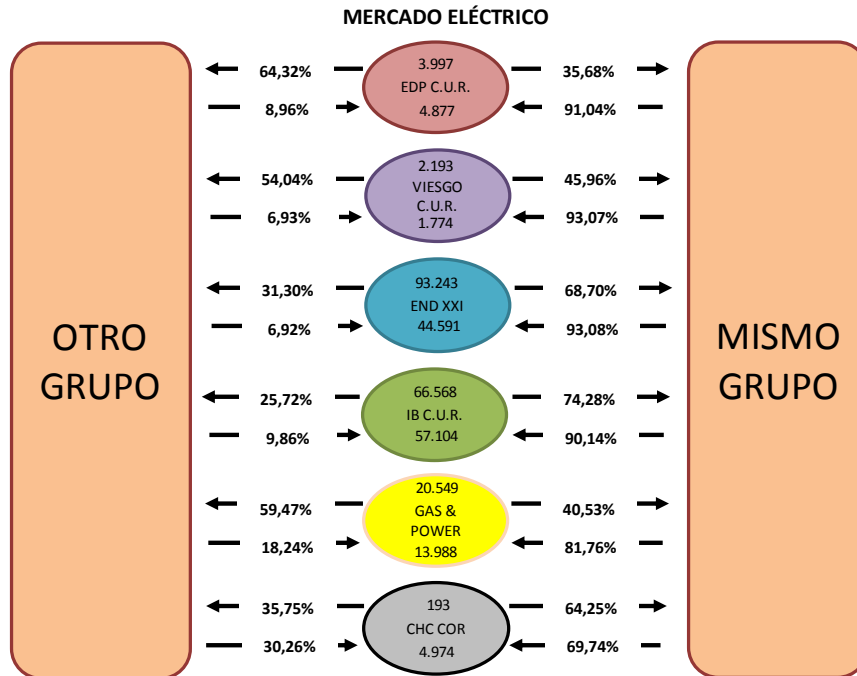 MERCADO ELÉCTRICO
OTRO
GRUPO
64,32%
3.997
35,68%
EDP C.U.R.
8,96%
4.877
91,04%
54,04%
2.193
45,96%
VIESGO
C.U.R.
6,93%
1.774
93,07%
31,30%
93.243
68,70%
END XXI
6,92%
44.591
93,08%
25,72%
66.568
74,28%
IB C.U.R.
9,86%
57.104
90,14%
59,47%
20.549
40,53%
GAS &
POWER
18,24%
13.988
81,76%
35,75%
193
64,25%
CHC COR
30,26%
4.974
69,74%
MISMO
GRUPO